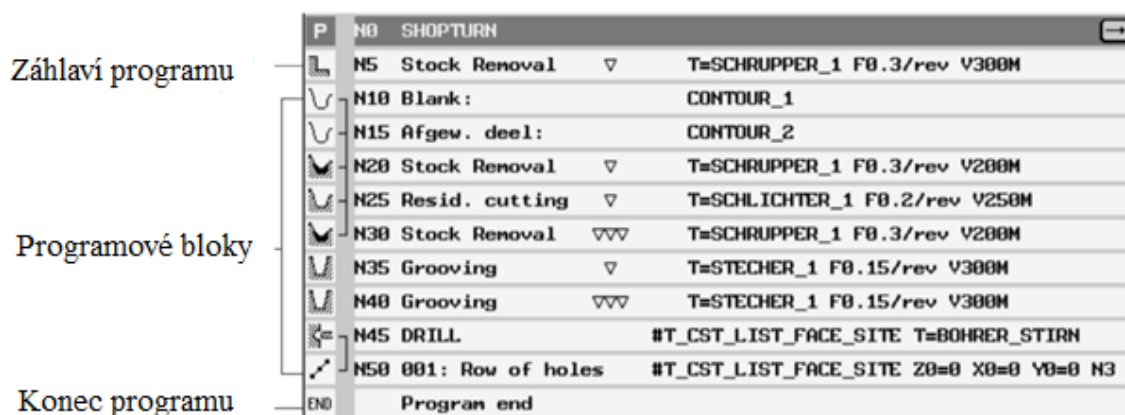 P N0 SHOPTURN
Záhlaví programu
N5 Stock Removal ▽ T=SCHRUPPER_1 F0.3/rev V300M
N10 Blank: CONTOUR_1
N15 Afgew. deel: CONTOUR_2
N20 Stock Removal ▽ T=SCHRUPPER_1 F0.3/rev V200M
N25 Resid. cutting ▽ T=SCHLICHTER_1 F0.2/rev V250M
Programové bloky
N30 Stock Removal ▽▽▽ T=SCHRUPPER_1 F0.3/rev V200M
N35 Grooving ▽ T=STECHER_1 F0.15/rev V300M
N40 Grooving ▽▽▽ T=STECHER_1 F0.15/rev V300M
N45 DRILL #T_CST_LIST_FACE_SITE T=BOHRER_STIRN
N50 001: Row of holes #T_CST_LIST_FACE_SITE Z0=0 X0=0 Y0=0 N3
Konec programu
END Program end